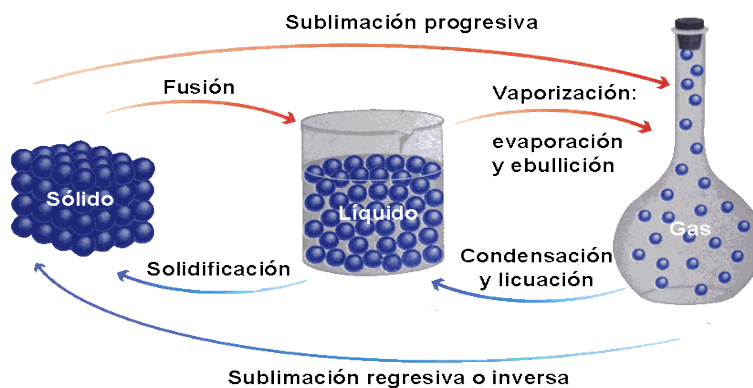 Sublimación progresiva
Fusión
Vaporización:
evaporación
y ebullición
Sólido
Líquido
Gas
Solidificación
Condensación
y licuación
Sublimación regresiva o inversa